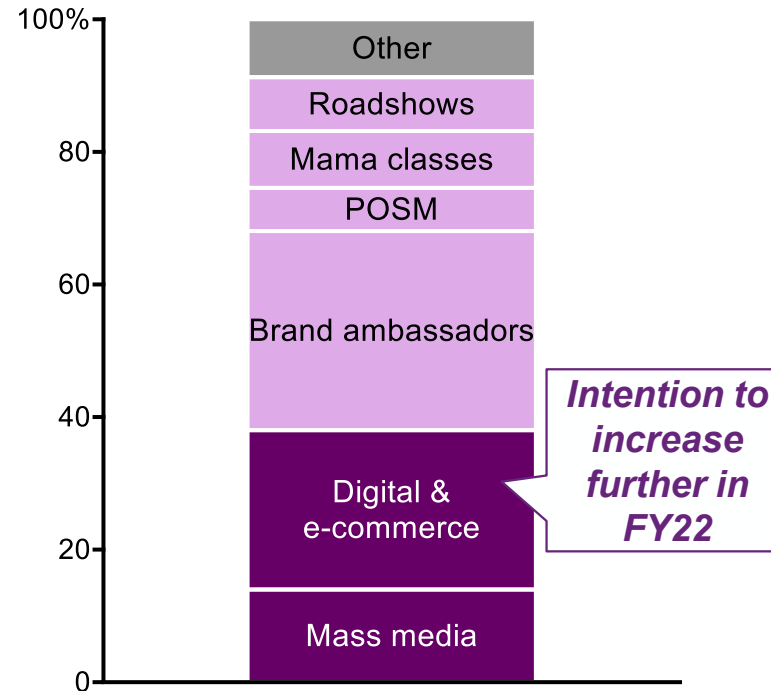 100%
Other
Roadshows
Mama classes
80
POSM
60
Brand ambassadors
40
Intention to
increase
further in
FY22
Digital &
e-commerce
20
Mass media
0